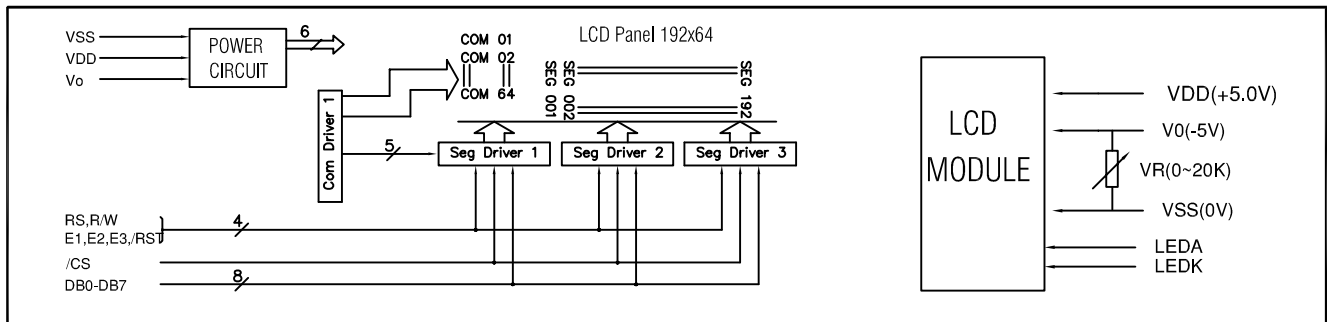 VSS
VDD
Vo
POWER
CIRCUIT
6
COM 01
COM 02
COM 64
LCD Panel 192x64
SEG 001
SEG 002
SEG 192
Com Driver 1
5
Seg Driver 1
Seg Driver 2
Seg Driver 3
RS,R/W
E1,E2,E3,/RST
4
/CS
DB0-DB7
8
LCD
MODULE
VDD(+5.0V)
V0(-5V)
VR(0~20K)
VSS(0V)
LEDA
LEDK